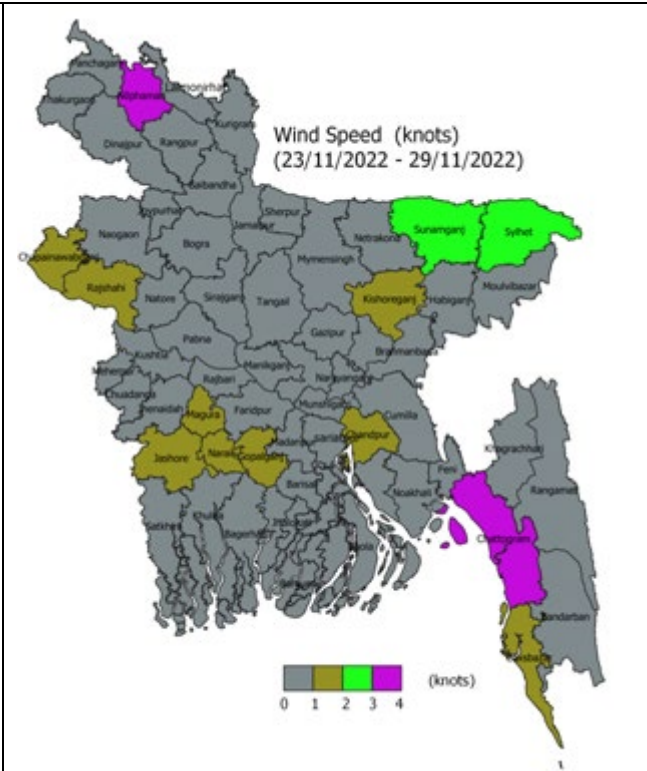 Panchagarh
Nilphamari
Lalmonirhat
Thakurgaon
Kurigram
Dinajpur
Rangpur
Wind Speed (knots)
(23/11/2022 - 29/11/2022)
Gaibandha
Joypurhat
Sherpur
Naogaon
Jamalpur
Netrakona
Sunamganj
Sylhet
Bogra
Mymensingh
Chapainawabganj
Rajshahi
Natore
Sirajganj
Tangail
Kishoreganj
Habiganj
Moulvibazar
Gazipur
Pabna
Brahmanbaria
Kushtia
Manikganj
Meherpur
Rajbari
Narayanganj
Chuadanga
Jhenaidah
Munshiganj
Magura
Faridpur
Cumilla
Khagrachhari
Madaripur
Chandpur
Jashore
Narail
Gopalganj
Feni
Rangamati
Barisal
Noakhali
Satkhira
Khulna
Bagerhat
Jhalokati
Bhola
Chattogram
Bandarban
(knots)
0 1 2 3 4